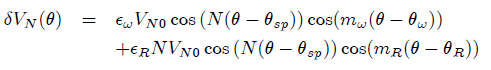 δV_N(θ) = ϵ_ω V_{N0} cos (N(θ − θ_{sp})) cos(m_ω(θ − θ_ω))
+ϵ_R N V_{N0} cos (N(θ − θ_{sp})) cos(m_R(θ − θ_R))